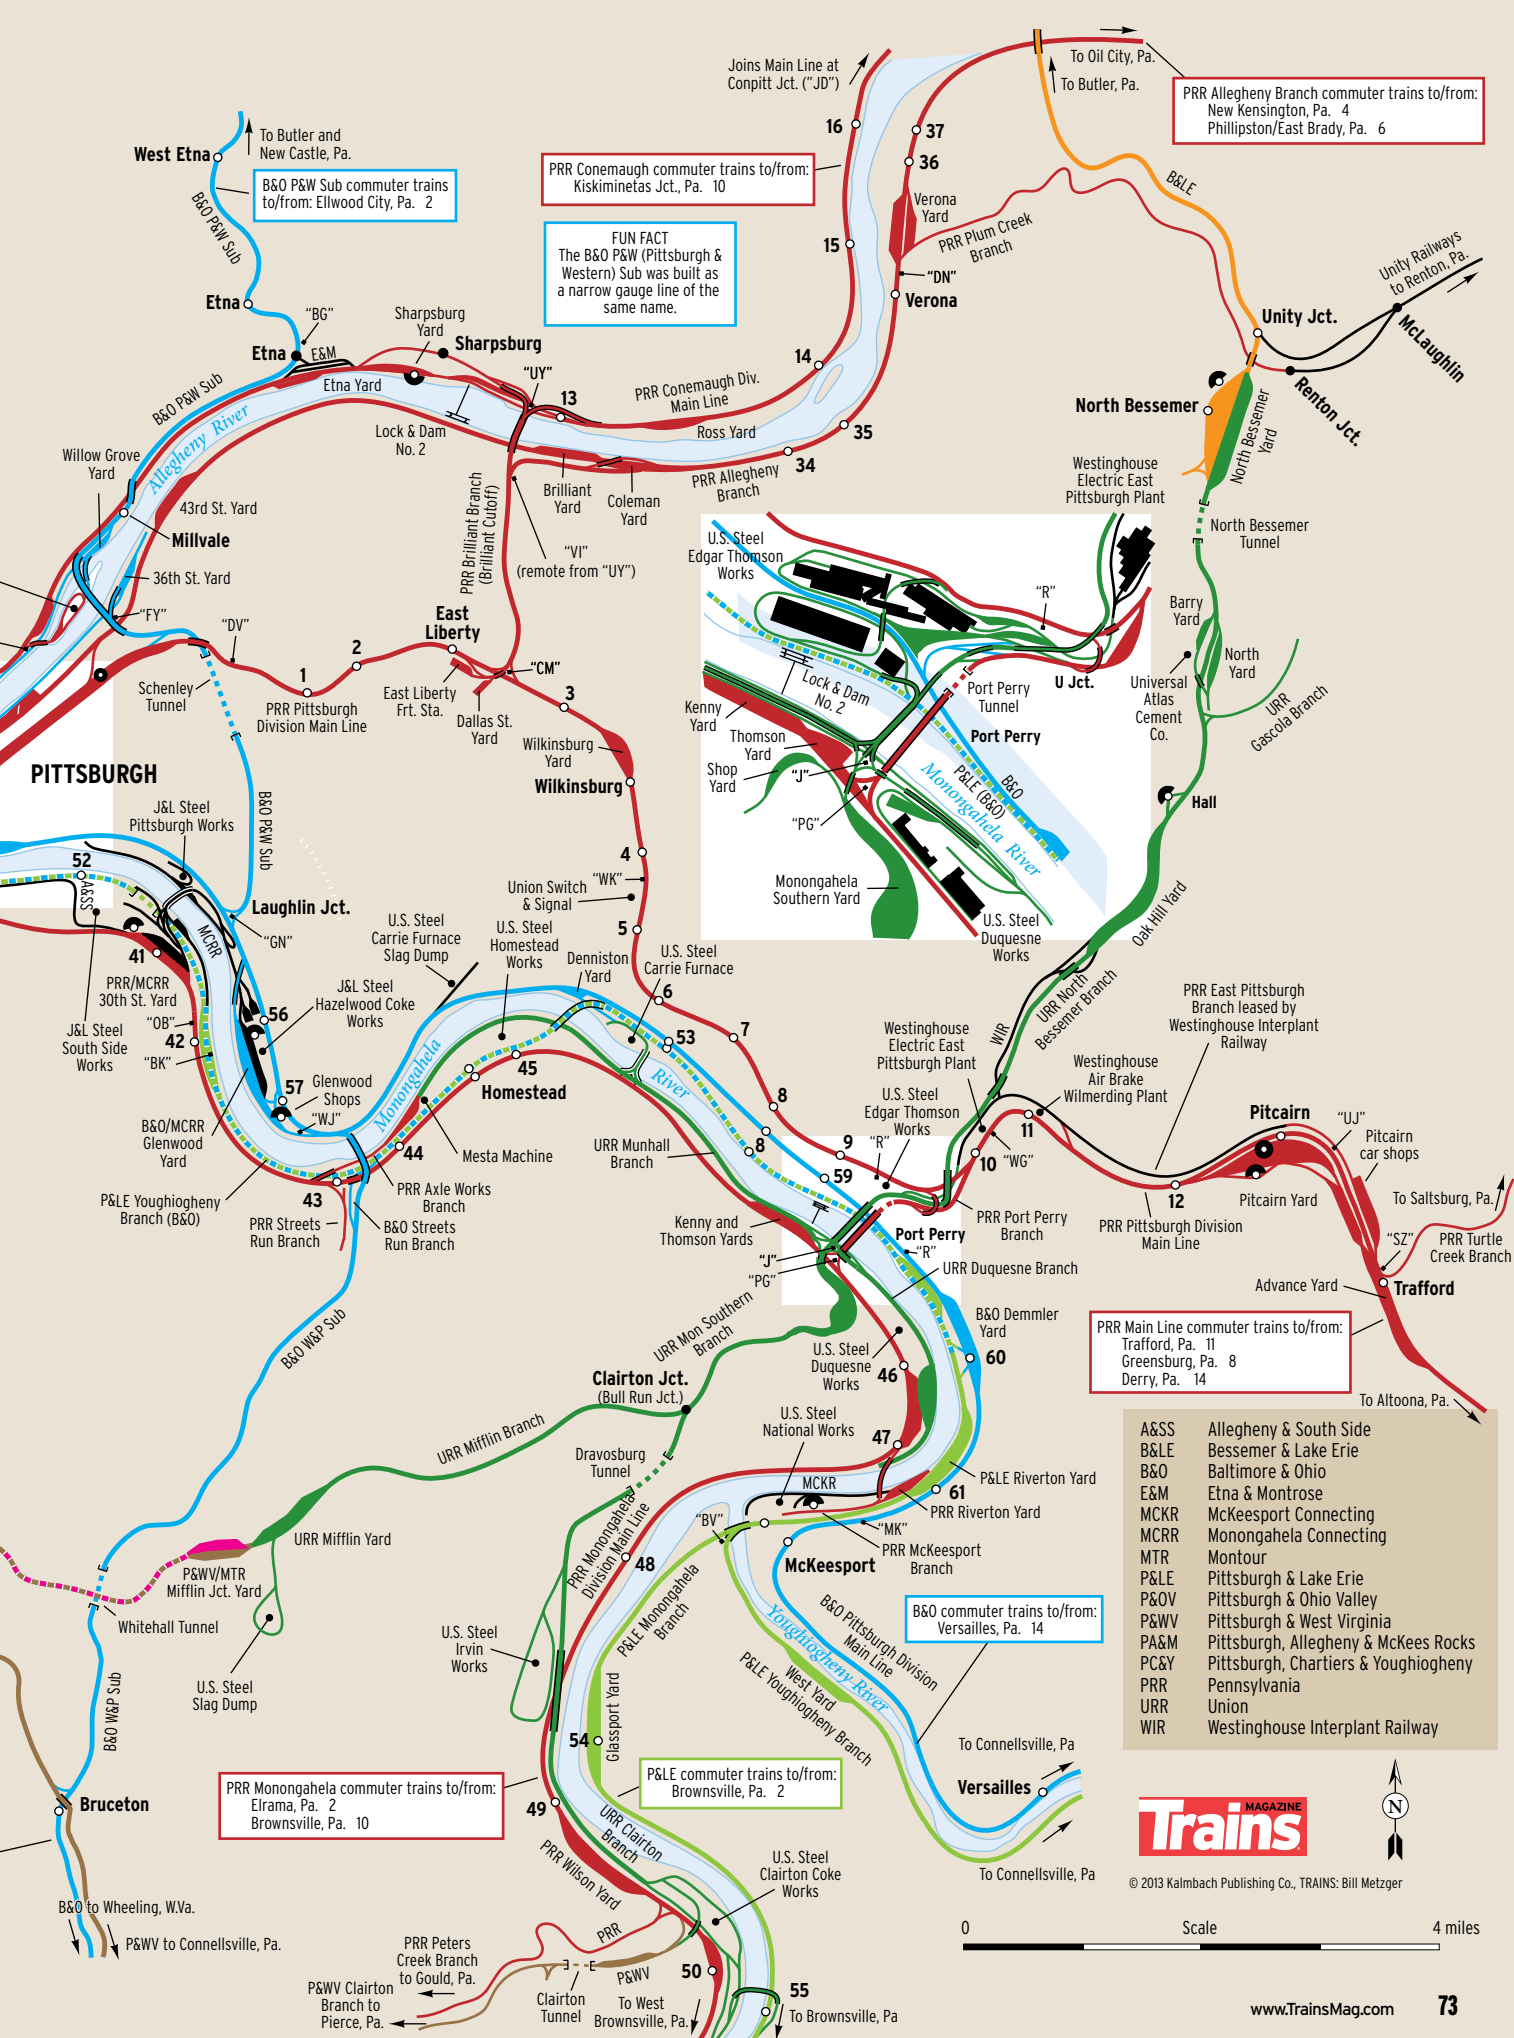 Joins Main Line at
Conpitt Jct. ("JD")
To Oil City, Pa.
To Butler, Pa.
PRR Allegheny Branch commuter trains to/from:
New Kensington, Pa. 4
Phillipston/East Brady, Pa. 6
To Butler and
New Castle, Pa.
West Etna
B&O P&W Sub commuter trains
to/from: Ellwood City, Pa. 2
B&O P&W Sub
PRR Conemaugh commuter trains to/from:
Kiskiminetas Jct., Pa. 10
FUN FACT
The B&O P&W (Pittsburgh &
Western) Sub was built as
a narrow gauge line of the
same name.
16
37
36
Verona
Yard
15
PRR Plum Creek
Branch
"DN"
Verona
B&LE
Unity Railways
to Renton, Pa.
Unity Jct.
McLaughlin
Renton Jct.
North Bessemer
North Bessemer
Yard
Etna
"BG"
Etna
E&M
Sharpsburg
Yard
Sharpsburg
"UY"
Etna Yard
13
14
PRR Conemaugh Div.
Main Line
Ross Yard
35
34
PRR Allegheny
Branch
B&O P&W Sub
Allegheny River
Lock & Dam
No. 2
Brilliant
Yard
Coleman
Yard
PRR Brilliant Branch
(Brilliant Cutoff)
"VI"
(remote from "UY")
Willow Grove
Yard
43rd St. Yard
Millvale
36th St. Yard
"FY"
"DV"
Schenley
Tunnel
1
2
PRR Pittsburgh
Division Main Line
East
Liberty
"CM"
East Liberty
Frt. Sta.
Dallas St.
Yard
3
Wilkinsburg
Yard
Wilkinsburg
4
"WK"
Union Switch
& Signal
5
6
7
8
9
Westinghouse
Electric East
Pittsburgh Plant
North Bessemer
Tunnel
Barry
Yard
North
Yard
Universal
Atlas
Cement
Co.
URR
Gascola Branch
Hall
Oak Hill Yard
U.S. Steel
Edgar Thomson
Works
"R"
U Jct.
Lock & Dam
No. 2
Port Perry
Tunnel
Port Perry
Kenny
Yard
Thomson
Yard
Shop
Yard
"J"
"PG"
P&LE (B&O)
B&O
Monongahela River
Monongahela
Southern Yard
U.S. Steel
Duquesne
Works
PITTSBURGH
J&L Steel
Pittsburgh Works
B&O P&W Sub
52
A&SS
MCRR
Laughlin Jct.
"GN"
41
PRR/MCRR
30th St. Yard
"OB"
42
"BK"
J&L Steel
South Side
Works
56
J&L Steel
Hazelwood Coke
Works
57
Glenwood
Shops
"WJ"
B&O/MCRR
Glenwood
Yard
P&LE Youghiogheny
Branch (B&O)
43
PRR Streets
Run Branch
B&O Streets
Run Branch
PRR Axle Works
Branch
44
Mesta Machine
Monongahela
River
U.S. Steel
Carrie Furnace
Slag Dump
U.S. Steel
Homestead
Works
Denniston
Yard
U.S. Steel
Carrie Furnace
45
Homestead
53
8
59
URR Munhall
Branch
Kenny and
Thomson Yards
"J"
"PG"
"R"
Port Perry
"R"
U.S. Steel
Edgar Thomson
Works
Westinghouse
Electric East
Pittsburgh Plant
WIR
URR North
Bessemer Branch
10
"WG"
11
Westinghouse
Air Brake
Wilmerding Plant
PRR East Pittsburgh
Branch leased by
Westinghouse Interplant
Railway
12
PRR Port Perry
Branch
PRR Pittsburgh Division
Main Line
Pitcairn
"UJ"
Pitcairn
car shops
Pitcairn Yard
To Saltsburg, Pa.
"SZ"
PRR Turtle
Creek Branch
Advance Yard
Trafford
PRR Main Line commuter trains to/from:
Trafford, Pa. 11
Greensburg, Pa. 8
Derry, Pa. 14
To Altoona, Pa.
URR Duquesne Branch
B&O Demmler
Yard
60
U.S. Steel
Duquesne
Works
46
47
URR Mon Southern
Branch
Clairton Jct.
(Bull Run Jct.)
B&O W&P Sub
URR Mifflin Branch
Dravosburg
Tunnel
U.S. Steel
National Works
MCKR
P&LE Riverton Yard
61
PRR Riverton Yard
"MK"
PRR McKeesport
Branch
McKeesport
"BV"
PRR Monongahela
Division Main Line
48
P&LE Monongahela
Branch
URR Mifflin Yard
P&WV/MTR
Mifflin Jct. Yard
Whitehall Tunnel
U.S. Steel
Slag Dump
U.S. Steel
Irvin
Works
B&O W&P Sub
Bruceton
B&O to Wheeling, W.Va.
P&WV to Connellsville, Pa.
Youghiogheny River
B&O Pittsburgh Division
Main Line
West Yard
P&LE Youghiogheny Branch
B&O commuter trains to/from:
Versailles, Pa. 14
To Connellsville, Pa
Versailles
To Connellsville, Pa
54
Glassport Yard
P&LE commuter trains to/from:
Brownsville, Pa. 2
PRR Monongahela commuter trains to/from:
Elrama, Pa. 2
Brownsville, Pa. 10
49
URR Clairton
Branch
PRR Wilson Yard
U.S. Steel
Clairton Coke
Works
PRR
PRR Peters
Creek Branch
to Gould, Pa.
P&WV Clairton
Branch to
Pierce, Pa.
P&WV
Clairton
Tunnel
50
To West
Brownsville, Pa.
55
To Brownsville, Pa
A&SS Allegheny & South Side
B&LE Bessemer & Lake Erie
B&O Baltimore & Ohio
E&M Etna & Montrose
MCKR McKeesport Connecting
MCRR Monongahela Connecting
MTR Montour
P&LE Pittsburgh & Lake Erie
P&OV Pittsburgh & Ohio Valley
P&WV Pittsburgh & West Virginia
PA&M Pittsburgh, Allegheny & McKees Rocks
PC&Y Pittsburgh, Chartiers & Youghiogheny
PRR Pennsylvania
URR Union
WIR Westinghouse Interplant Railway
Trains
MAGAZINE
N
© 2013 Kalmbach Publishing Co., TRAINS: Bill Metzger
0 Scale 4 miles
www.TrainsMag.com 73